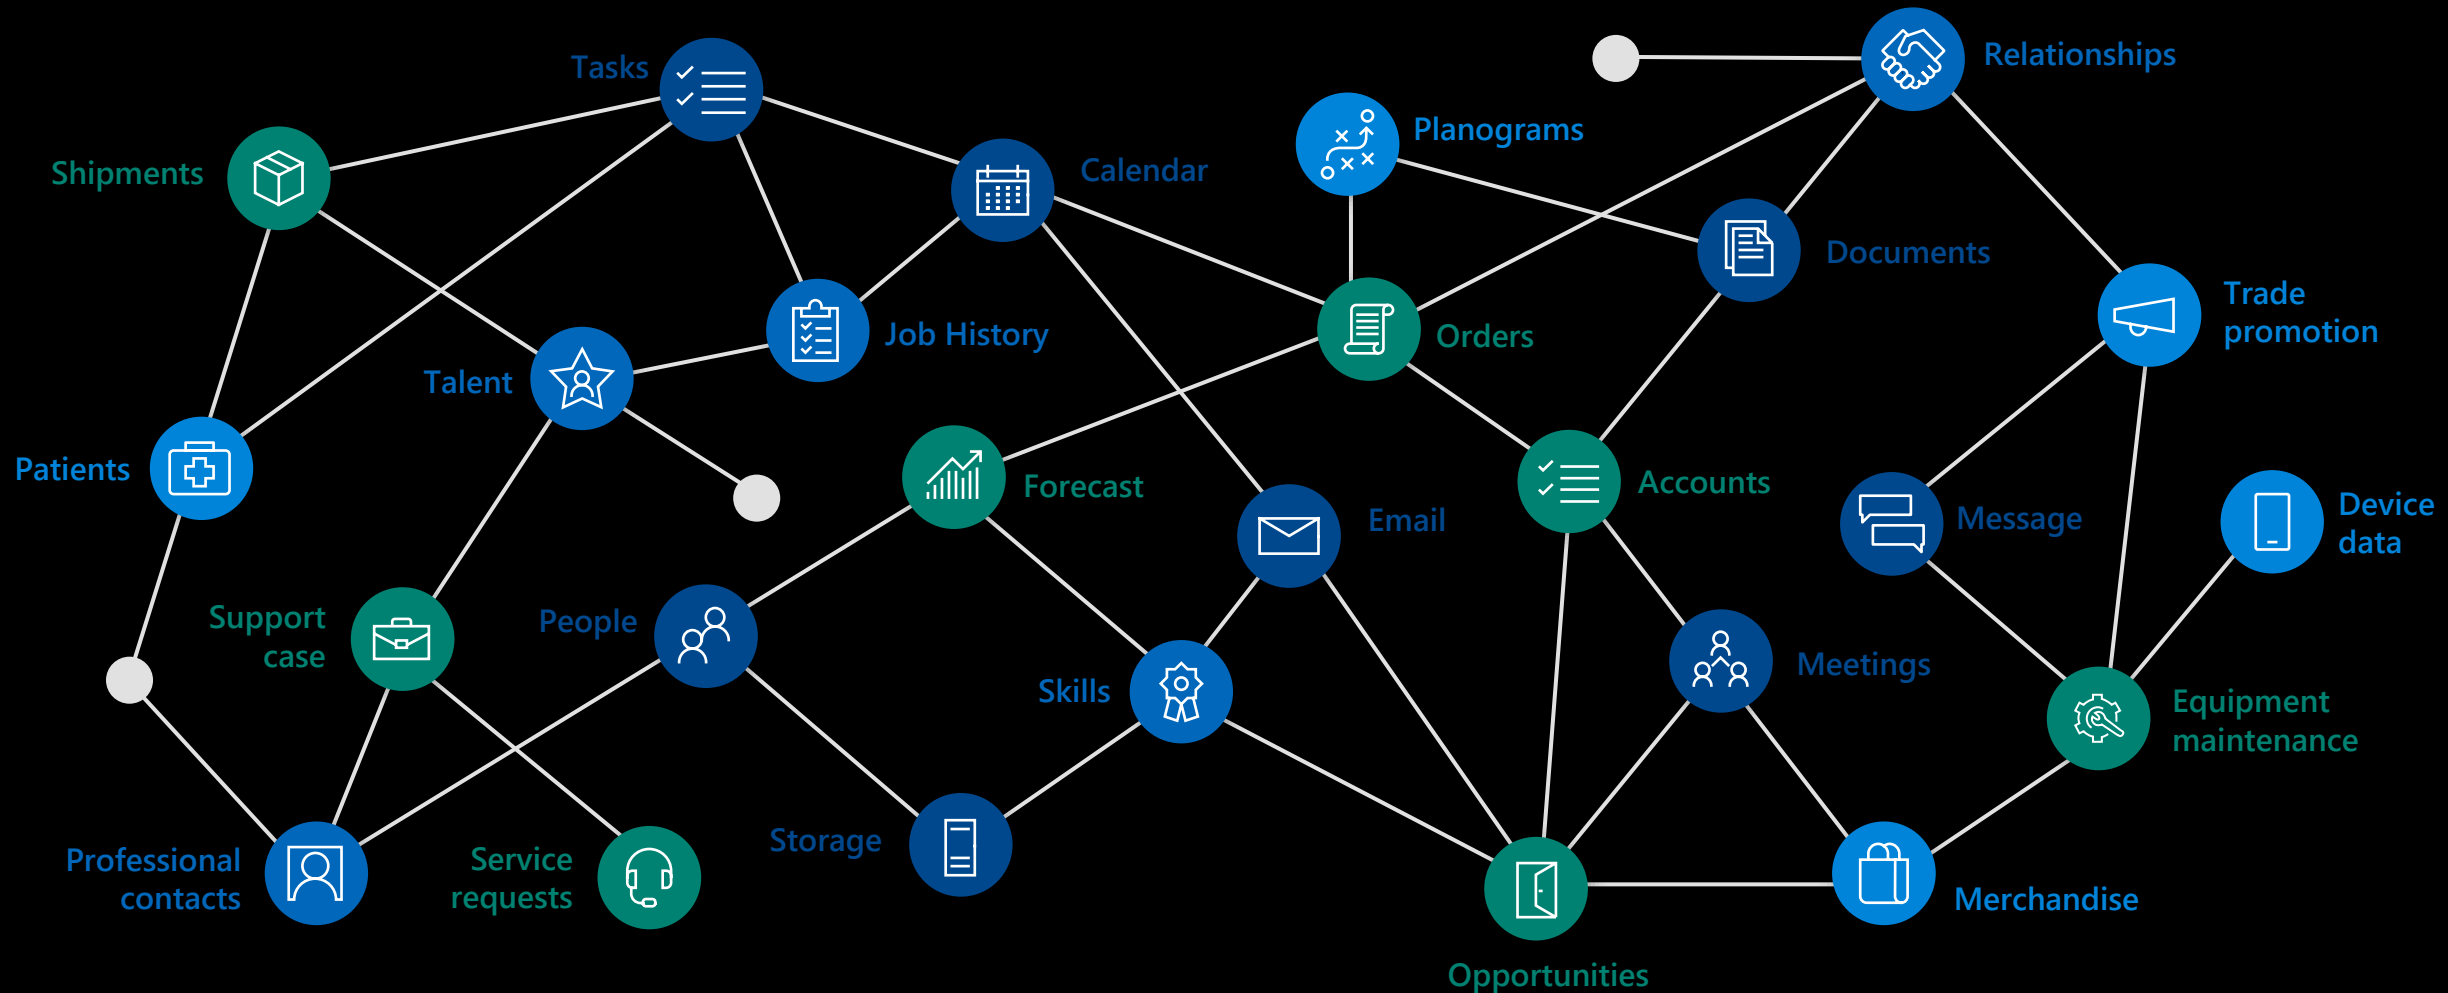 Relationships
Tasks
Planograms
Shipments
Calendar
Documents
Trade
promotion
Job History
Orders
Talent
Patients
Forecast
Accounts
Email
Message
Device
data
Support
case
People
Skills
Meetings
Equipment
maintenance
Storage
Professional
contacts
Service
requests
Merchandise
Opportunities